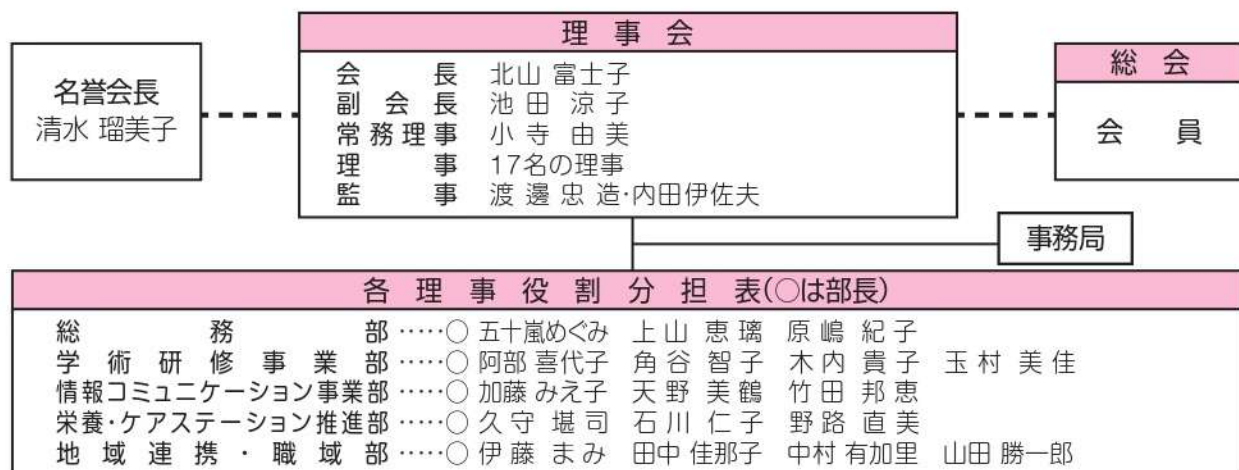 名誉会長
清水 瑠美子
理事会
会長 北山 富士子
副会長 池田 涼子
常務理事 小寺 由美
理事 17名の理事
監事 渡邊忠造・内田伊佐夫
総会
会員
事務局
各理事役割分担表(○は部長)
総務部……○ 五十嵐めぐみ 上山恵璃 原嶋紀子
学術研修事業部……○ 阿部喜代子 角谷智子 木内貴子 玉村美佳
情報コミュニケーション事業部……○ 加藤みえ子 天野美鶴 竹田邦恵
栄養・ケアステーション推進部……○ 久守堪司 石川仁子 野路直美
地域連携・職域部……○ 伊藤まみ 田中佳那子 中村有加里 山田勝一郎